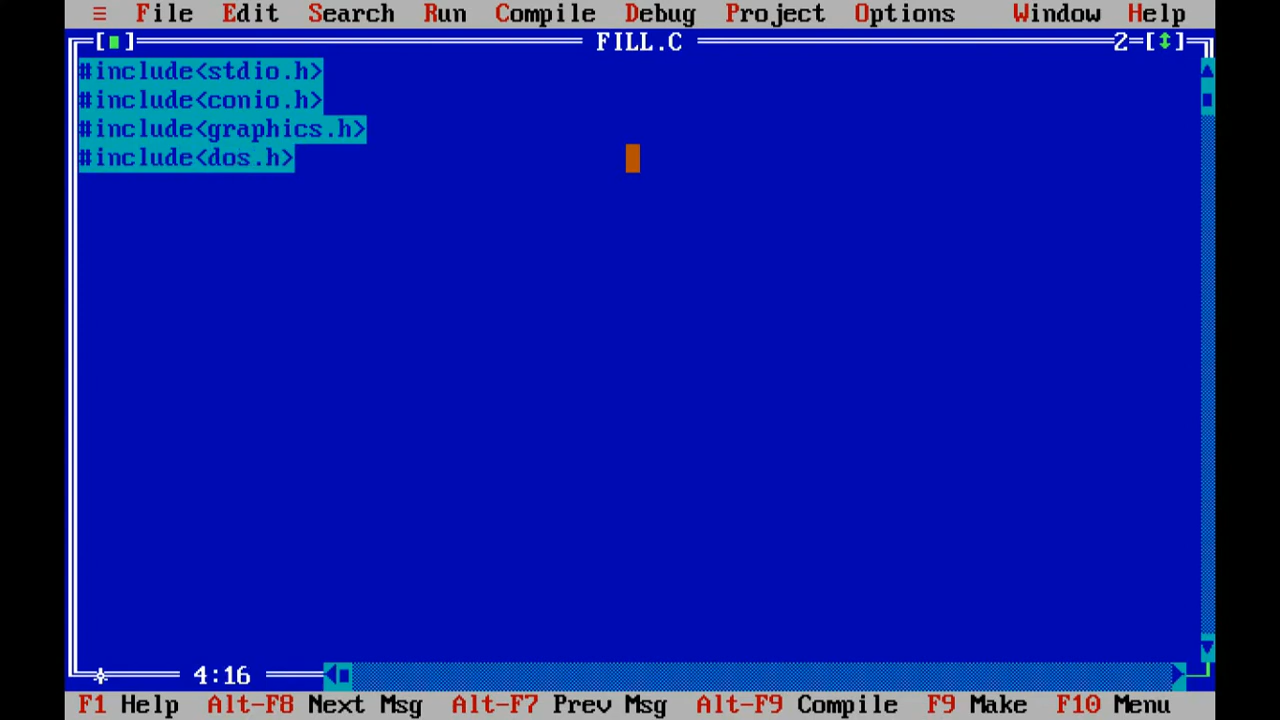 ≡ File Edit Search Run Compile Debug Project Options Window Help
[■] FILL.C 2=[↕]
#include<stdio.h>
#include<conio.h>
#include<graphics.h>
#include<dos.h>
4:16
F1 Help Alt-F8 Next Msg Alt-F7 Prev Msg Alt-F9 Compile F9 Make F10 Menu